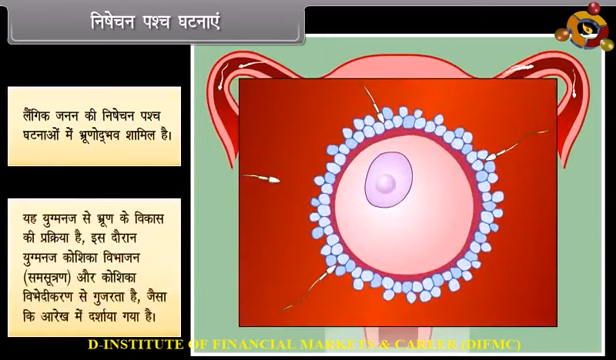 निषेचन पश्च घटनाएं
लैंगिक जनन की निषेचन पश्च
घटनाओं में भ्रूणोद्भव शामिल है।
यह युग्मनज से भ्रूण के विकास
की प्रक्रिया है, इस दौरान
युग्मनज कोशिका विभाजन
(समसूत्रण) और कोशिका
विभेदीकरण से गुजरता है, जैसा
कि आरेख में दर्शाया गया है।
D-INSTITUTE OF FINANCIAL MARKETS & CAREER (DIFMC)